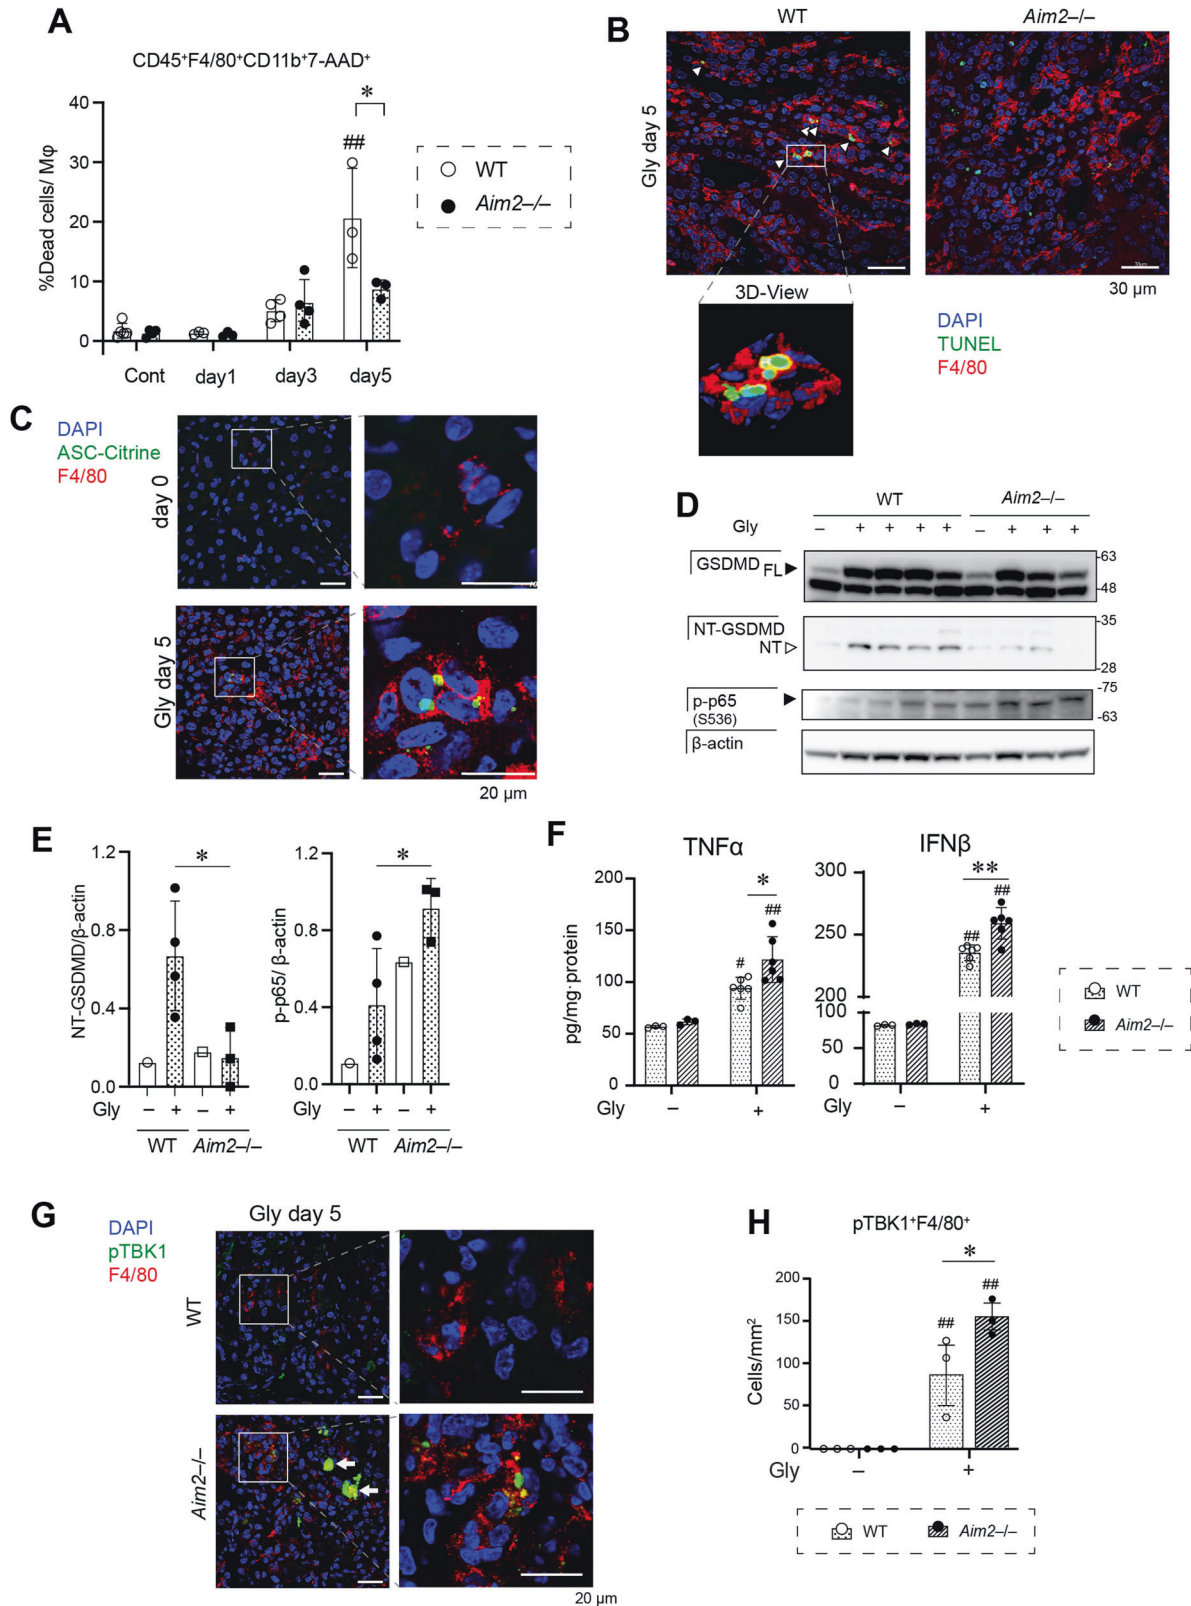 A
CD45⁺F4/80⁺CD11b⁺7-AAD⁺
%Dead cells/ Mφ
40
30
20
10
0
##
*
Cont day1 day3 day5
WT
Aim2–/–
B
WT Aim2–/–
Gly day 5
30 μm
3D-View
DAPI
TUNEL
F4/80
C
DAPI
ASC-Citrine
F4/80
day 0
Gly day 5
20 μm
D
WT Aim2–/–
Gly – + + + + – + + +
GSDMD FL
-63
-48
NT-GSDMD
NT
-35
-28
p-p65
(S536)
-75
-63
β-actin
E
NT-GSDMD/β-actin
1.2
0.8
0.4
0.0
*
Gly – + – +
WT Aim2–/–
p-p65/ β-actin
1.2
0.8
0.4
0.0
*
Gly – + – +
WT Aim2–/–
F
TNFα
pg/mg·protein
200
150
100
50
0
#
##
*
Gly – +
IFNβ
300
250
200
100
50
0
##
##
**
Gly – +
WT
Aim2–/–
G
Gly day 5
DAPI
pTBK1
F4/80
WT
Aim2–/–
20 μm
H
pTBK1⁺F4/80⁺
Cells/mm²
200
150
100
50
0
##
##
*
Gly – +
WT Aim2–/–